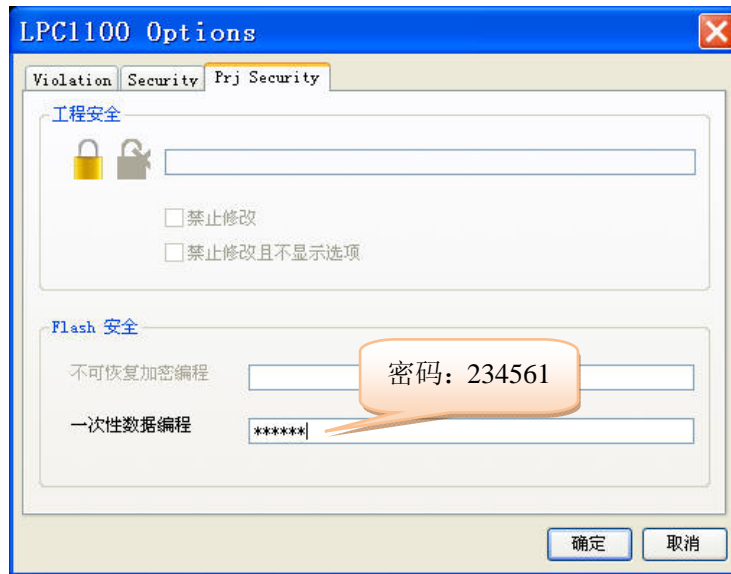 LPC1100 Options
Violation Security Prj Security
工程安全
禁止修改
禁止修改且不显示选项
Flash 安全
不可恢复加密编程
密码：234561
一次性数据编程 ******
确定 取消